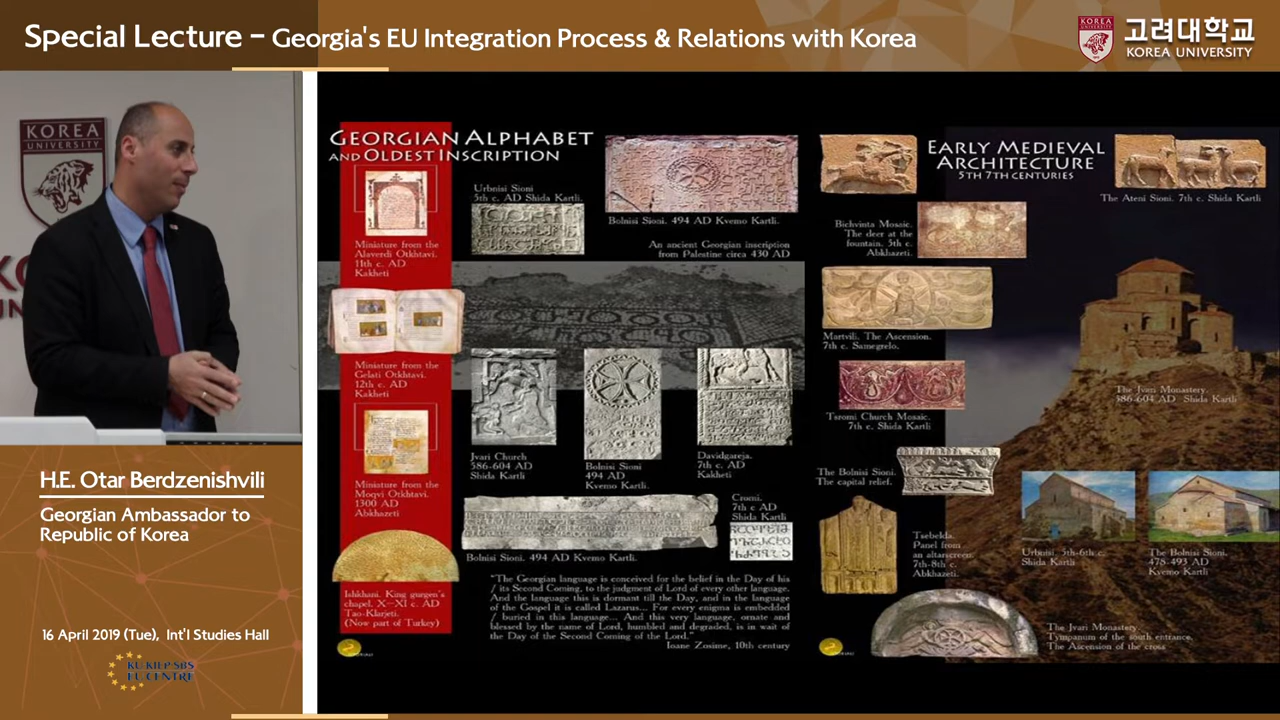 Special Lecture – Georgia's EU Integration Process & Relations with Korea
KOREA
UNIVERSITY
고려대학교
KOREA UNIVERSITY
KOREA
UNIVERSITY
H.E. Otar Berdzenishvili
Georgian Ambassador to
Republic of Korea
16 April 2019 (Tue), Int'l Studies Hall
KU-KIEP-SBS
EU CENTRE
GEORGIAN ALPHABET
AND OLDEST INSCRIPTION
Miniature from the
Alaverdi Otkhtavi.
11th c. AD
Kakheti
Miniature from the
Gelati Otkhtavi.
12th c. AD
Kakheti
Miniature from the
Moqvi Otkhtavi.
1300 AD
Abkhazeti
Ishkhani. King gurgen's
chapel. X–XI c. AD
Tao-Klarjeti.
(Now part of Turkey)
Urbnisi Sioni
5th c. AD Shida Kartli.
Bolnisi Sioni. 494 AD Kvemo Kartli.
An ancient Georgian inscription
from Palestine circa 430 AD
Jvari Church
586-604 AD
Shida Kartli
Bolnisi Sioni
494 AD
Kvemo Kartli.
Davidgareja.
7th c. AD
Kakheti
Cromi.
7th c AD
Shida Kartli
Bolnisi Sioni. 494 AD Kvemo Kartli.
"The Georgian language is conceived for the belief in the Day of his
/ its Second Coming, to the judgment of Lord of every other language.
And the language this is dormant till the Day, and in the language
of the Gospel it is called Lazarus... For every enigma is embedded
/ buried in this language... And this very language, ornate and
blessed by the name of Lord, humbled and degraded, is in wait of
the Day of the Second Coming of the Lord."
Ioane Zosime, 10th century
EARLY MEDIEVAL
ARCHITECTURE
5TH 7TH CENTURIES
The Ateni Sioni. 7th c. Shida Kartli
Bichvinta Mosaic.
The deer at the
fountain. 5th c.
Abkhazeti.
Martvili. The Ascension.
7th c. Samegrelo.
Tsromi Church Mosaic.
7th c. Shida Kartli
The Jvari Monastery.
586-604 AD Shida Kartli
The Bolnisi Sioni.
The capital relief.
Tsebelda.
Panel from
an altarscreen.
7th-8th c.
Abkhazeti.
Urbnisi. 5th-6th c.
Shida Kartli
The Bolnisi Sioni.
478-493 AD
Kvemo Kartli
The Jvari Monastery.
Tympanum of the south entrance.
The Ascension of the cross